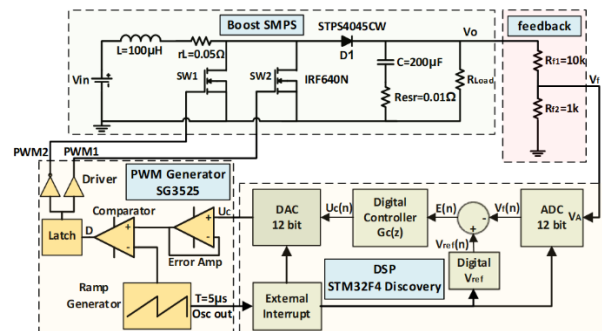 Boost SMPS
STPS4045CW
feedback
L=100μH
rL=0.05Ω
D1
Vo
Vin
SW1
SW2
IRF640N
C=200μF
RLoad
Resr=0.01Ω
Rf1=10k
Vf
Rf2=1k
PWM2
PWM1
PWM Generator
SG3525
Driver
Latch
D
Comparator
+
-
Uc
+
-
Error Amp
Ramp
Generator
T=5μs
Osc out
DAC
12 bit
Uc(n)
Digital
Controller
Gc(z)
E(n)
-
+
Vf(n)
ADC
12 bit
VA
Vref(n)
Digital
Vref
DSP
STM32F4 Discovery
External
Interrupt